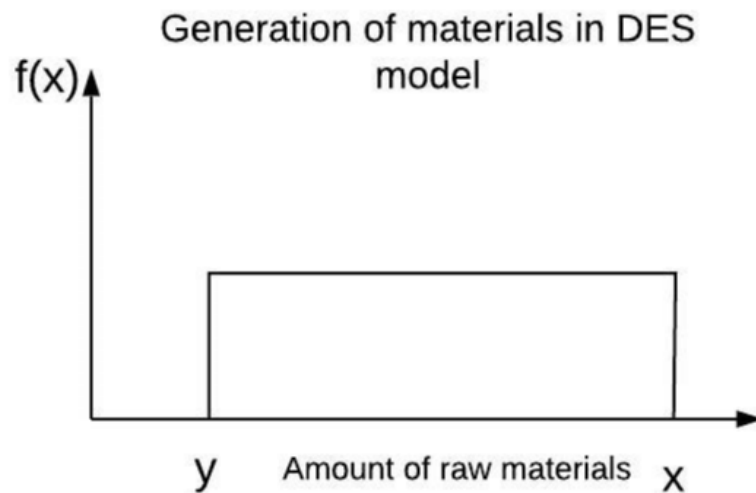 Generation of materials in DES
model
f(x)
y
Amount of raw materials
x